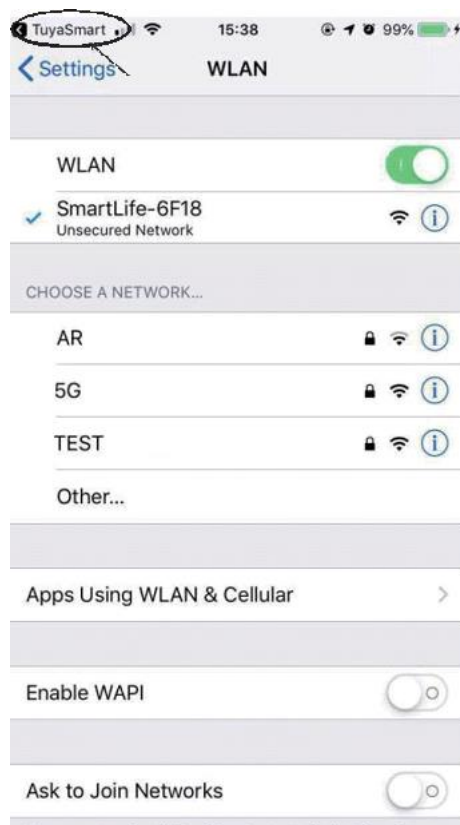 TuyaSmart 15:38 99%
Settings WLAN
WLAN
SmartLife-6F18
Unsecured Network
CHOOSE A NETWORK...
AR
5G
TEST
Other...
Apps Using WLAN & Cellular
Enable WAPI
Ask to Join Networks